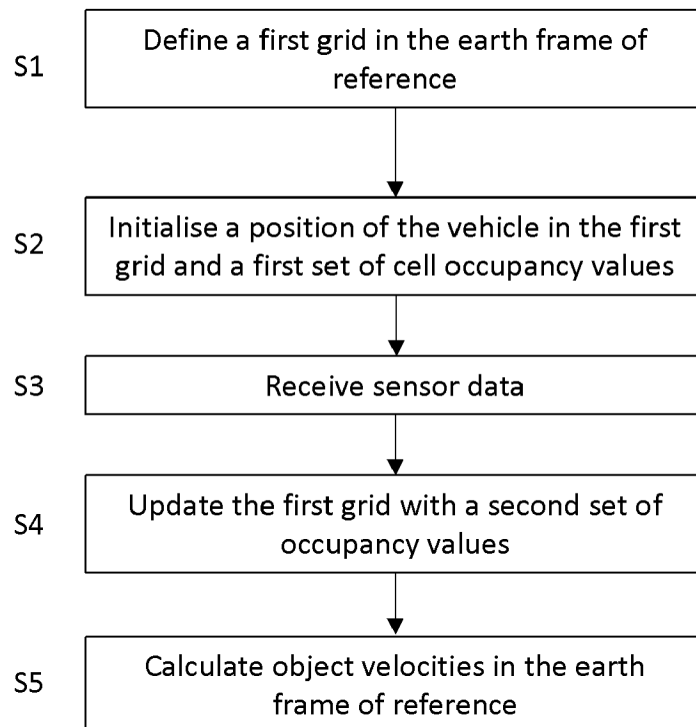 S1
Define a first grid in the earth frame of
reference
S2
Initialise a position of the vehicle in the first
grid and a first set of cell occupancy values
S3
Receive sensor data
S4
Update the first grid with a second set of
occupancy values
S5
Calculate object velocities in the earth
frame of reference